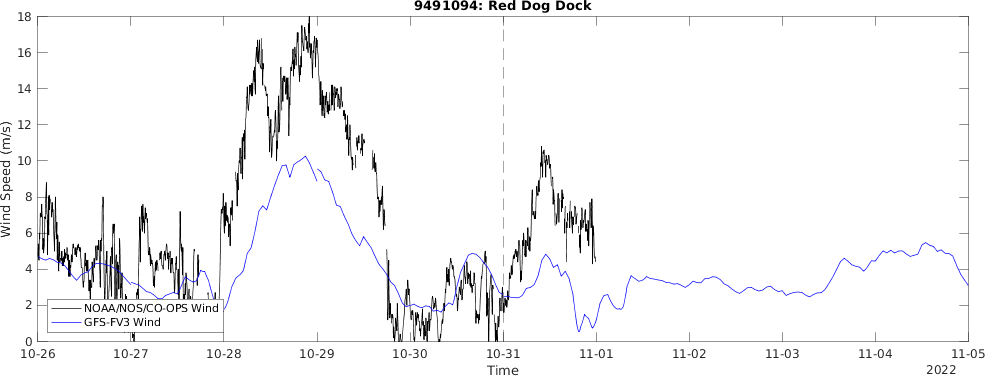 9491094: Red Dog Dock
18
16
14
12
10
8
6
4
2
0
Wind Speed (m/s)
NOAA/NOS/CO-OPS Wind
GFS-FV3 Wind
10-26 10-27 10-28 10-29 10-30 10-31 11-01 11-02 11-03 11-04 11-05
Time
2022